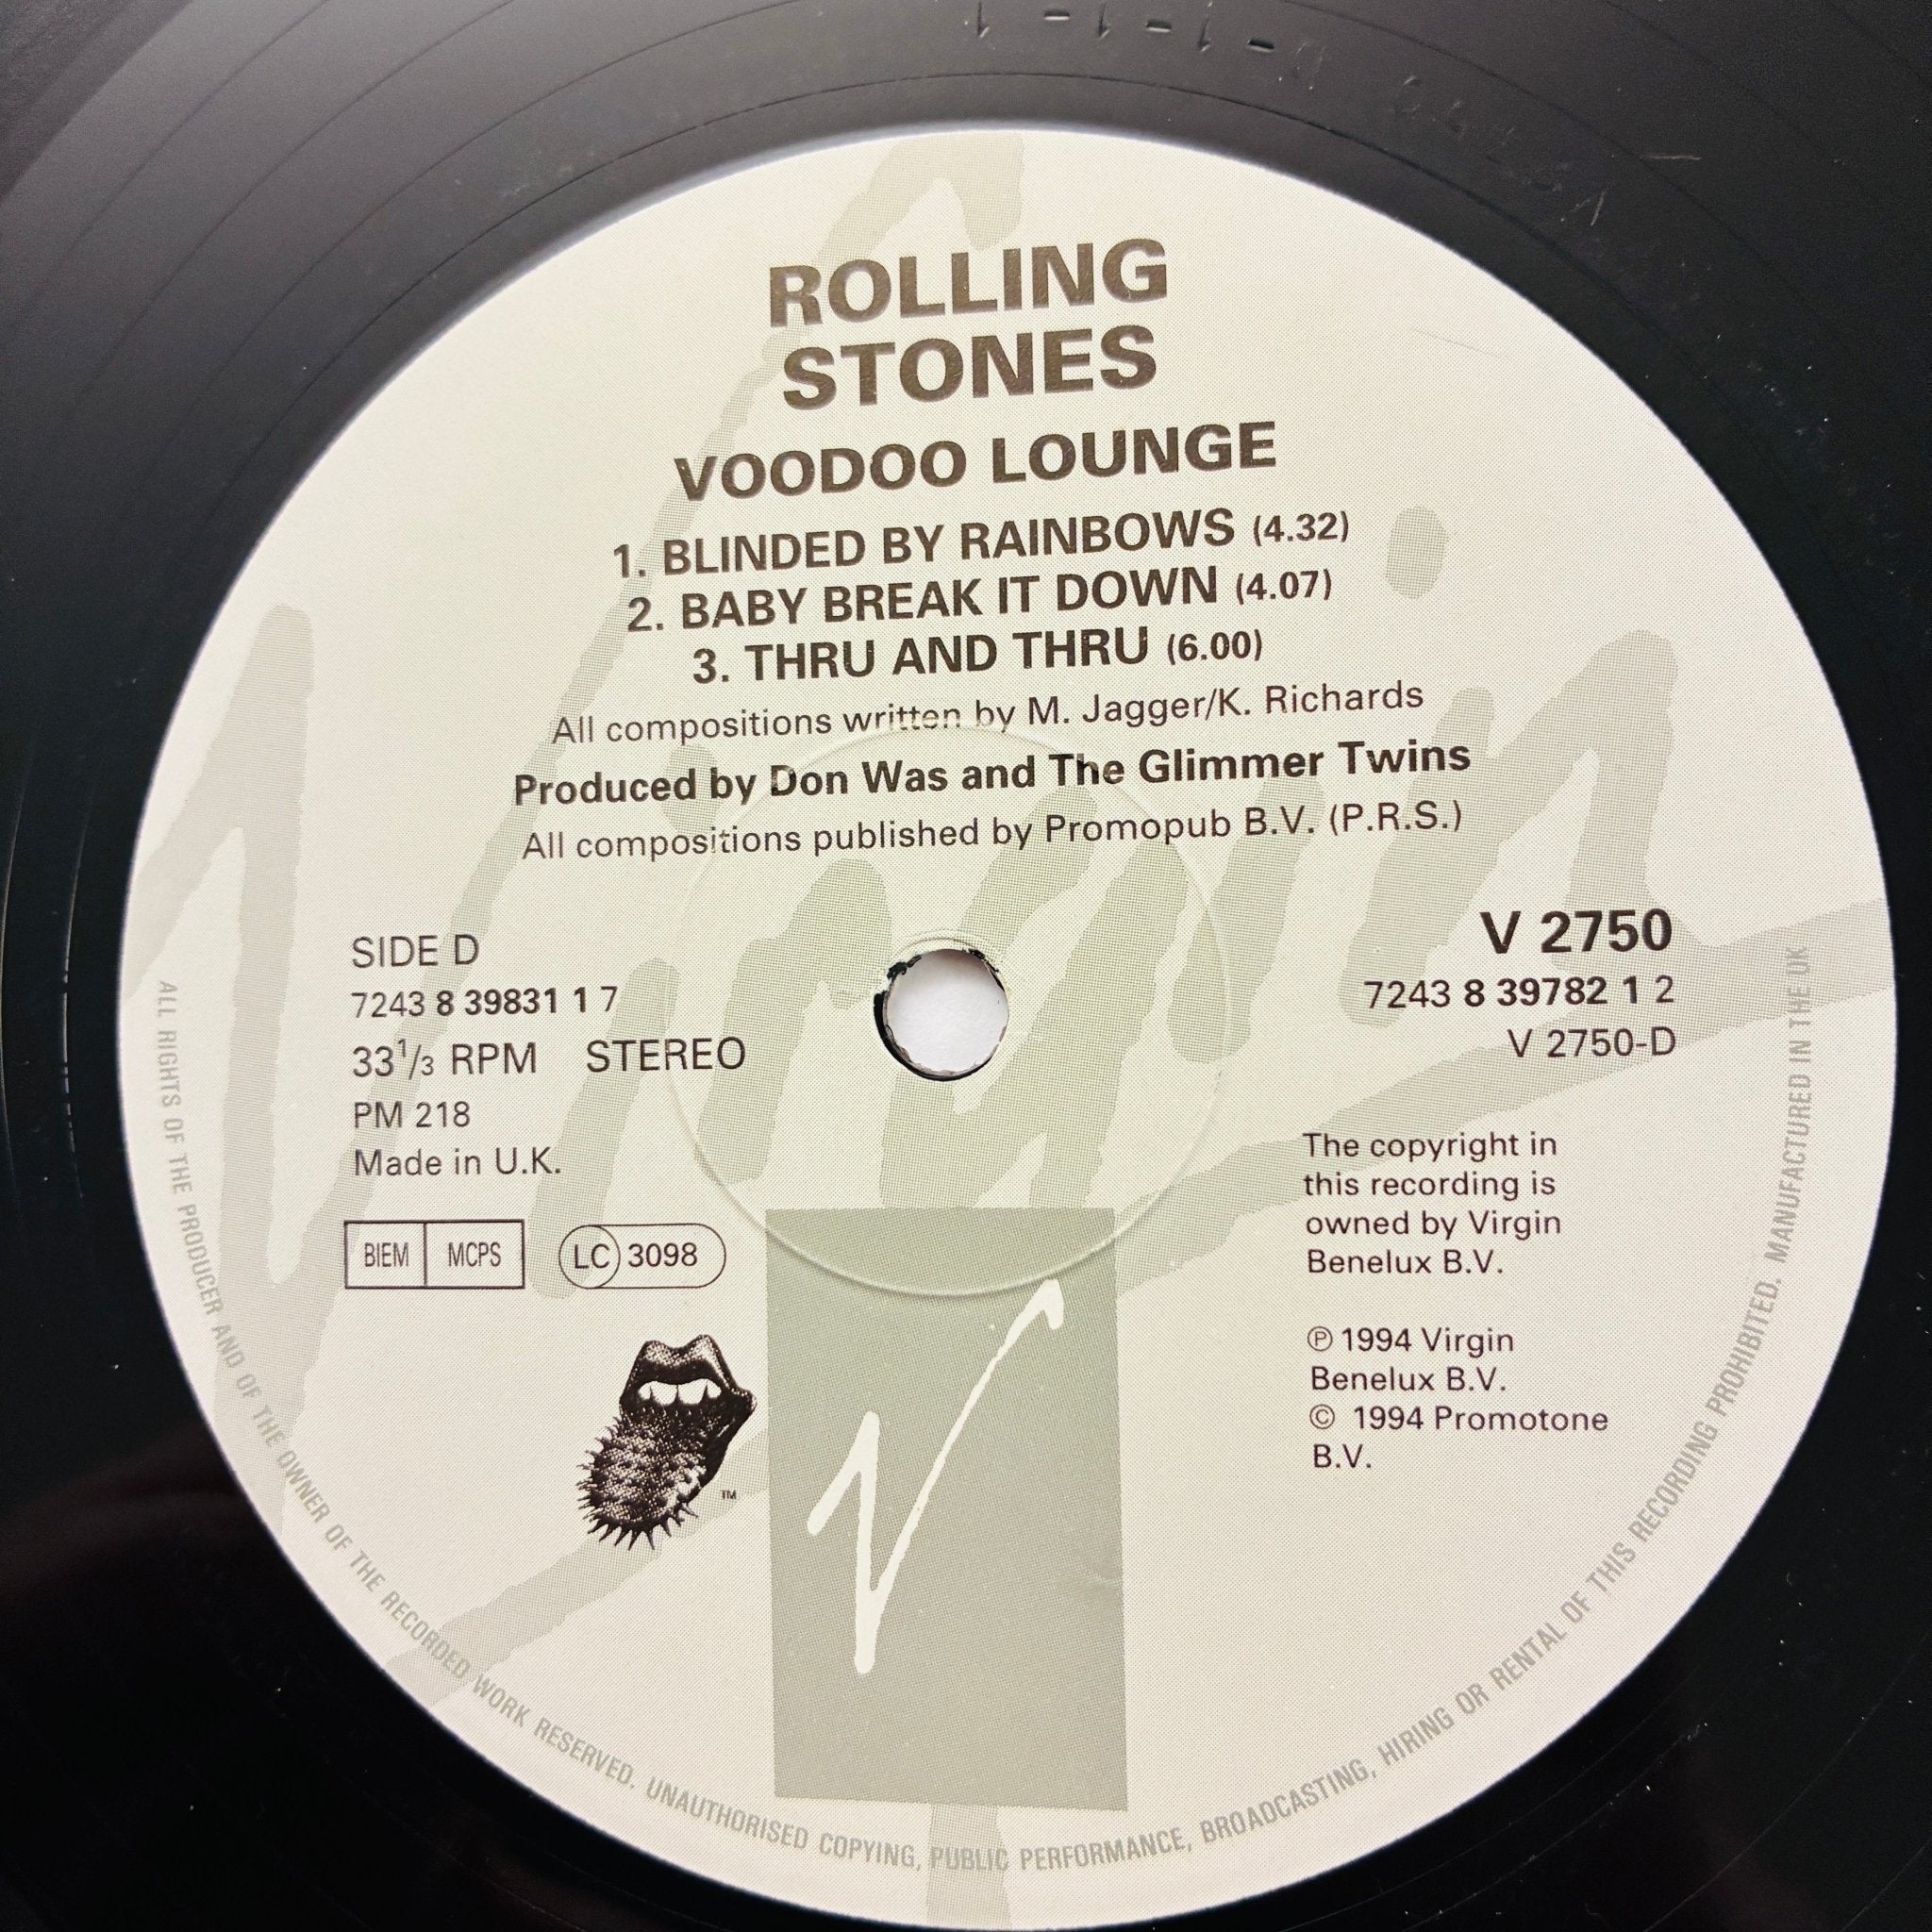 ROLLING
STONES
VOODOO LOUNGE
1. BLINDED BY RAINBOWS (4.32)
2. BABY BREAK IT DOWN (4.07)
3. THRU AND THRU (6.00)
All compositions written by M. Jagger/K. Richards
Produced by Don Was and The Glimmer Twins
All compositions published by Promopub B.V. (P.R.S.)
SIDE D
7243 8 39831 1 7
33 1/3 RPM STEREO
PM 218
Made in U.K.
BIEM MCPS LC 3098
TM
V 2750
7243 8 39782 1 2
V 2750-D
The copyright in
this recording is
owned by Virgin
Benelux B.V.
℗ 1994 Virgin
Benelux B.V.
© 1994 Promotone
B.V.
Virgin
V
ALL RIGHTS OF THE PRODUCER AND OF THE OWNER OF THE RECORDED WORK RESERVED. UNAUTHORISED COPYING, PUBLIC PERFORMANCE, BROADCASTING, HIRING OR RENTAL OF THIS RECORDING PROHIBITED. MANUFACTURED IN THE UK